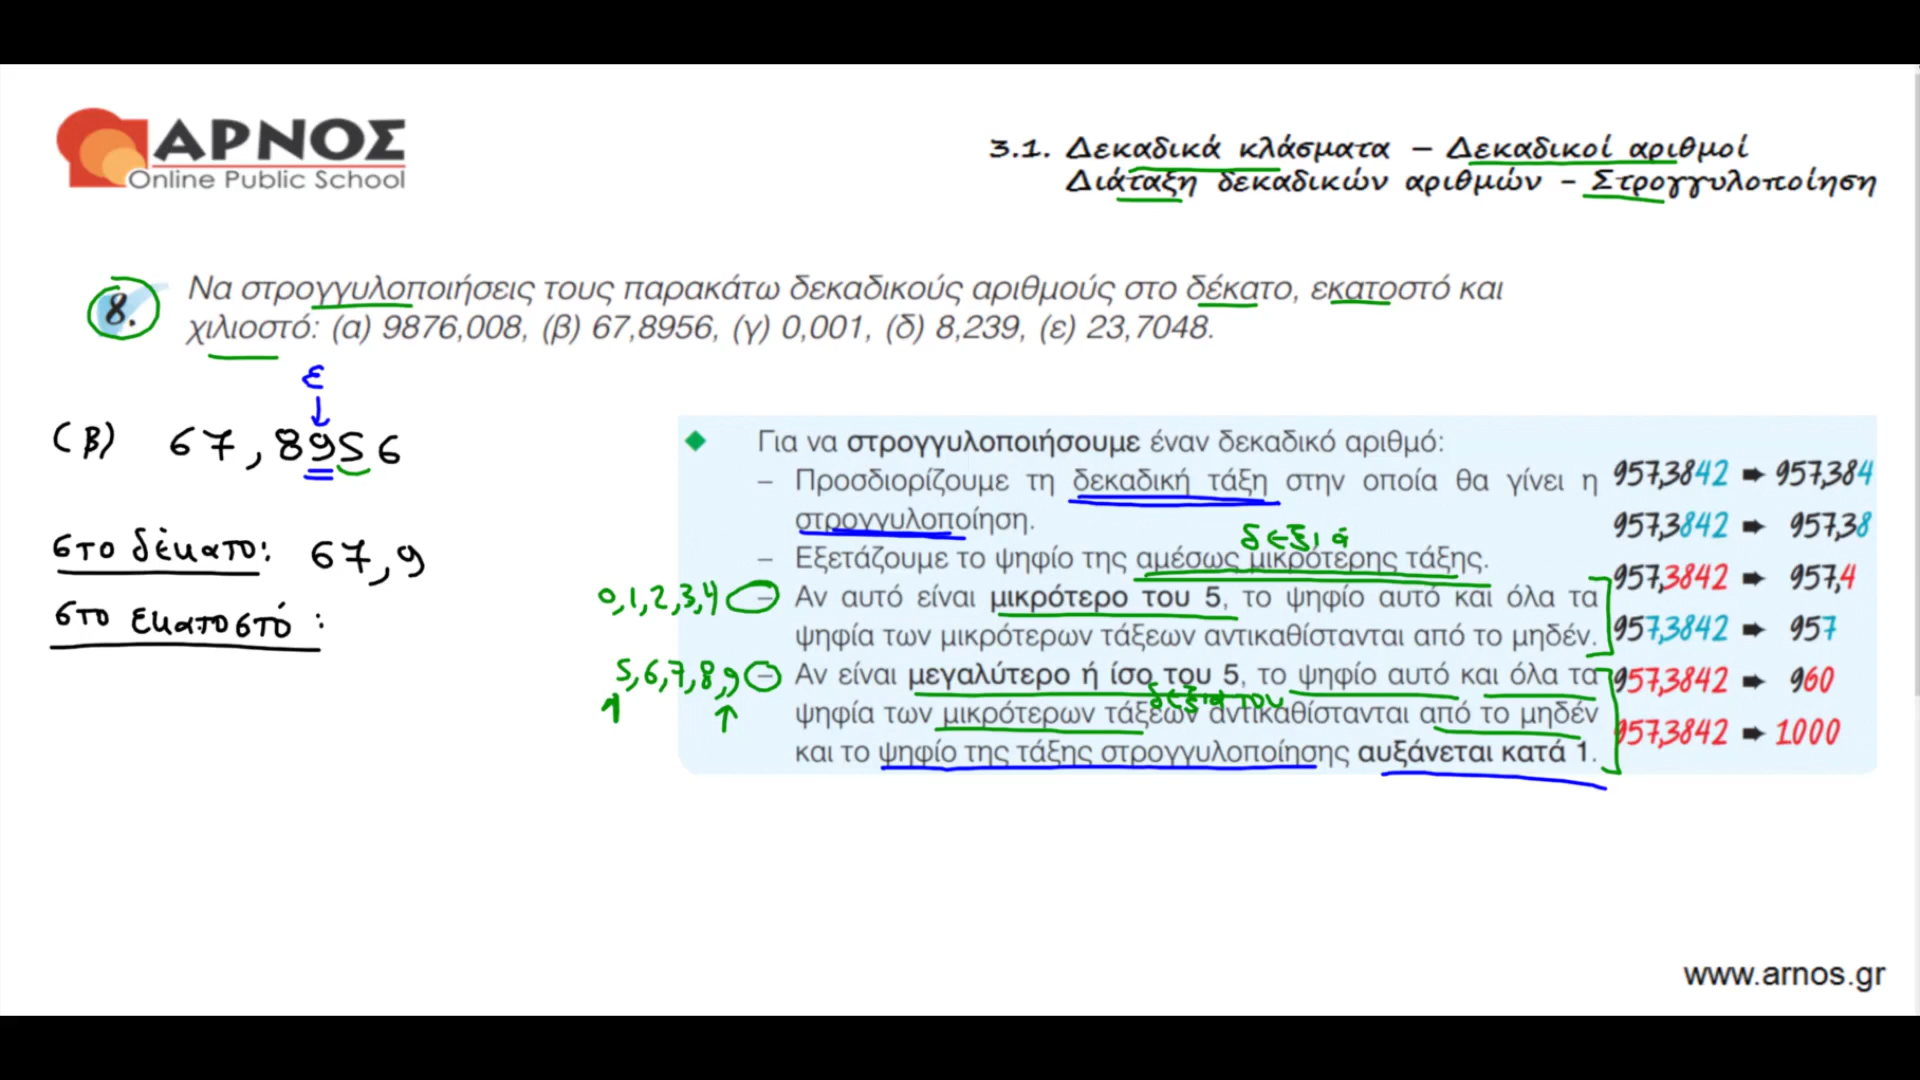 ΑΡΝΟΣ
Online Public School
3.1. Δεκαδικά κλάσματα – Δεκαδικοί αριθμοί
Διάταξη δεκαδικών αριθμών – Στρογγυλοποίηση
8. Να στρογγυλοποιήσεις τους παρακάτω δεκαδικούς αριθμούς στο δέκατο, εκατοστό και
χιλιοστό: (α) 9876,008, (β) 67,8956, (γ) 0,001, (δ) 8,239, (ε) 23,7048.
ε
(β) 67,8956
στο δέκατο: 67,9
στο εκατοστό:
Για να στρογγυλοποιήσουμε έναν δεκαδικό αριθμό:
– Προσδιορίζουμε τη δεκαδική τάξη στην οποία θα γίνει η
στρογγυλοποίηση.
δεξιά
– Εξετάζουμε το ψηφίο της αμέσως μικρότερης τάξης.
0,1,2,3,4 – Αν αυτό είναι μικρότερο του 5, το ψηφίο αυτό και όλα τα
ψηφία των μικρότερων τάξεων αντικαθίστανται από το μηδέν.
5,6,7,8,9 – Αν είναι μεγαλύτερο ή ίσο του 5, το ψηφίο αυτό και όλα τα
δεξιά του
ψηφία των μικρότερων τάξεων αντικαθίστανται από το μηδέν
και το ψηφίο της τάξης στρογγυλοποίησης αυξάνεται κατά 1.
957,3842 ➨ 957,384
957,3842 ➨ 957,38
957,3842 ➨ 957,4
957,3842 ➨ 957
957,3842 ➨ 960
957,3842 ➨ 1000
www.arnos.gr